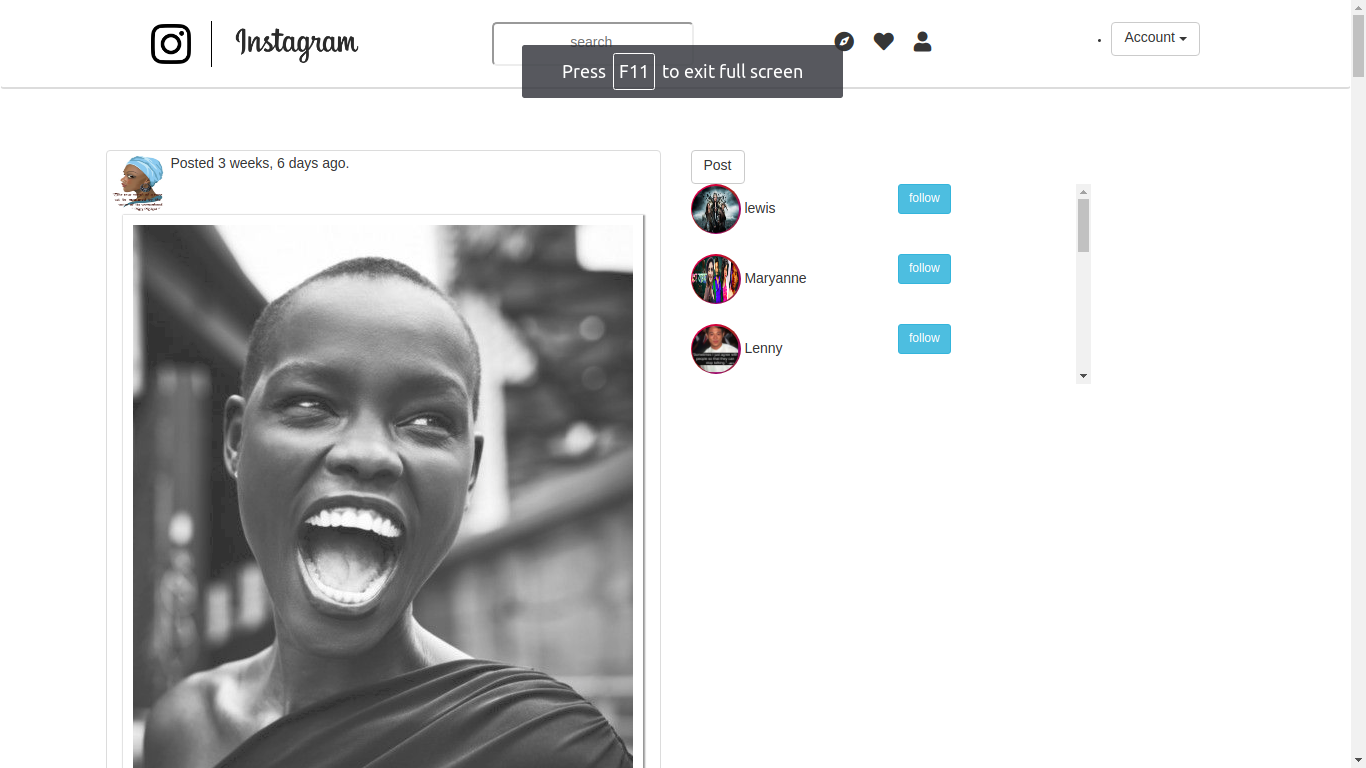 Instagram
search
Account
Press F11 to exit full screen
Posted 3 weeks, 6 days ago.
Post
lewis
follow
Maryanne
follow
Lenny
follow